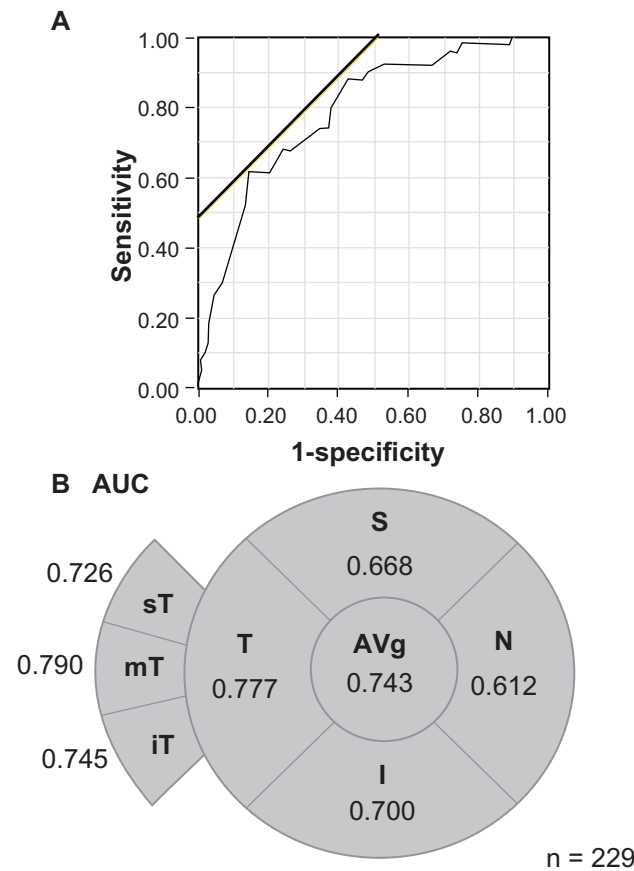 A
1.00
0.80
0.60
0.40
0.20
0.00
Sensitivity
0.00 0.20 0.40 0.60 0.80 1.00
1-specificity
B AUC
S
0.668
0.726
sT
T
0.777
AVg
0.743
N
0.612
0.790
mT
0.745
iT
I
0.700
n = 229